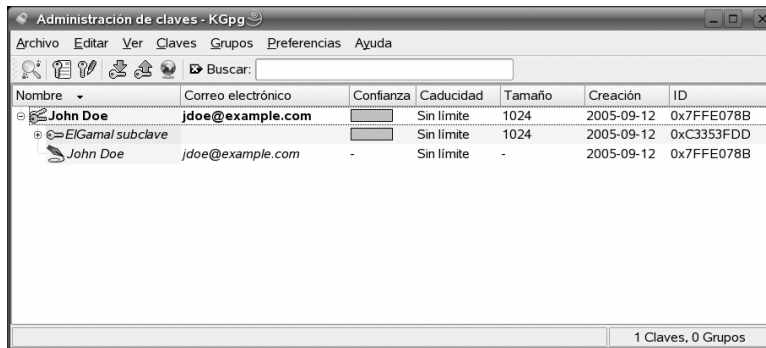 Administración de claves - KGpg
Archivo Editar Ver Claves Grupos Preferencias Ayuda
Buscar:
Nombre Correo electrónico Confianza Caducidad Tamaño Creación ID
John Doe jdoe@example.com Sin límite 1024 2005-09-12 0x7FFE078B
ElGamal subclave Sin límite 1024 2005-09-12 0xC3353FDD
John Doe jdoe@example.com - Sin límite - 2005-09-12 0x7FFE078B
1 Claves, 0 Grupos